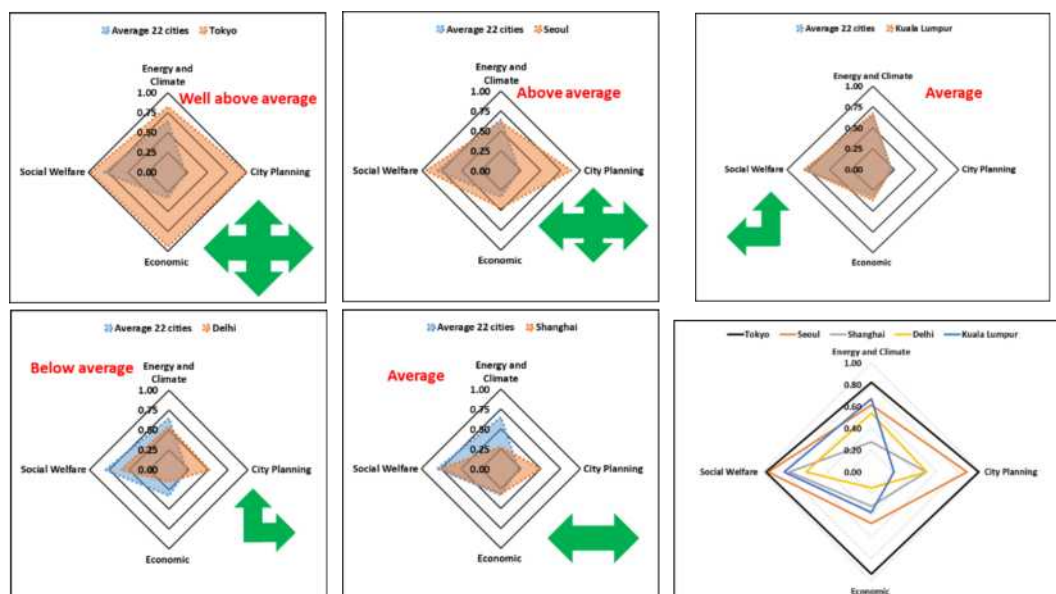 Average 22 cities Tokyo
Energy and
Climate
1.00
Well above average
0.75
0.50
0.25
Social Welfare 0.00 City Planning
Economic
Average 22 cities Seoul
Energy and
Climate
1.00
Above average
0.75
0.50
0.25
Social Welfare 0.00 City Planning
Economic
Average 22 cities Kuala Lumpur
Energy and Climate
1.00
Average
0.75
0.50
0.25
Social Welfare 0.00 City Planning
Economic
Average 22 cities Delhi
Below average
Energy and
Climate
1.00
0.75
0.50
0.25
Social Welfare 0.00 City Planning
Economic
Average 22 cities Shanghai
Average
Energy and
Climate
1.00
0.75
0.50
0.25
Social Welfare 0.00 City Planning
Economic
Tokyo Seoul Shanghai Delhi Kuala Lumpur
Energy and Climate
1.00
0.80
0.60
0.40
0.20
Social Welfare 0.00 City Planning
Economic